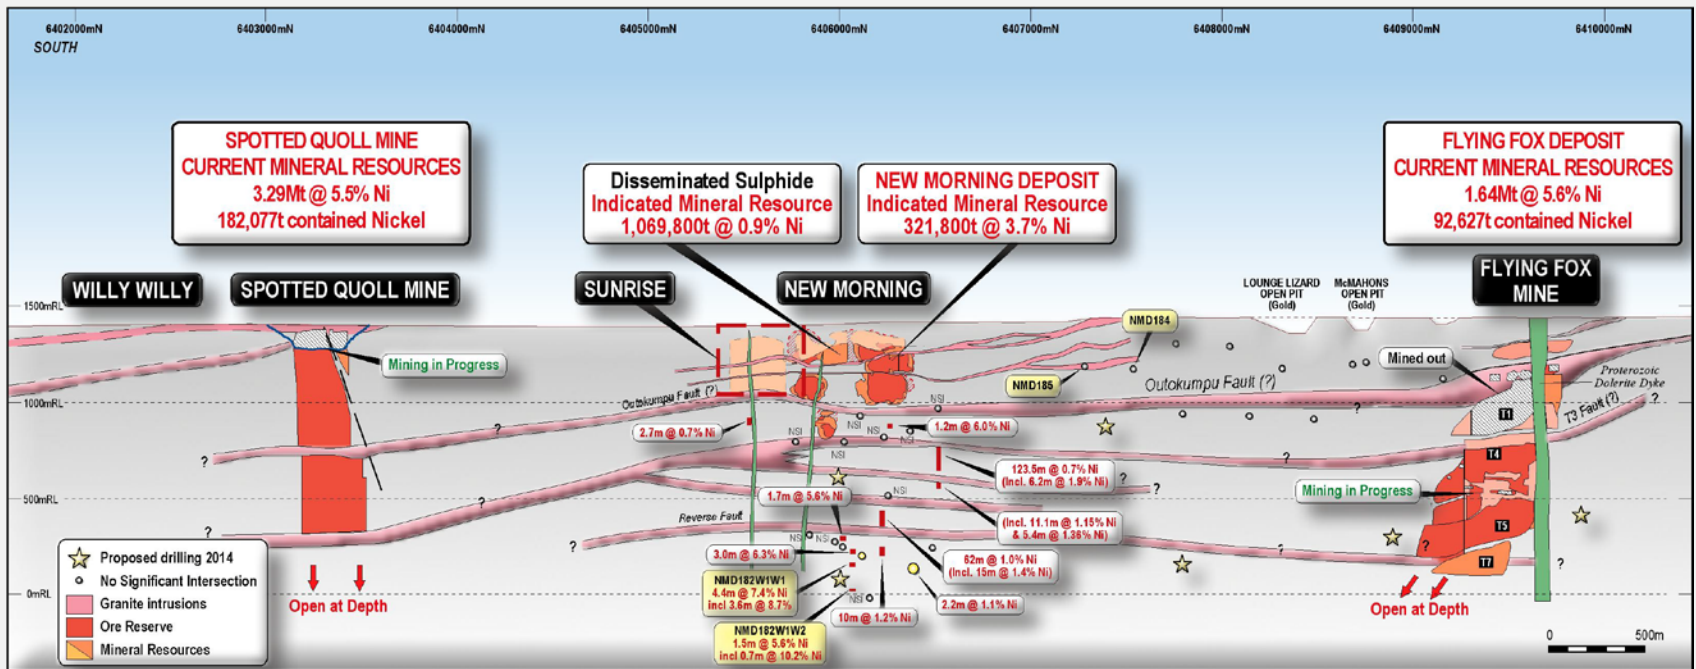 6402000mN
6403000mN
6404000mN
6405000mN
6406000mN
6407000mN
6408000mN
6409000mN
6410000mN
SOUTH
SPOTTED QUOLL MINE
CURRENT MINERAL RESOURCES
3.29Mt @ 5.5% Ni
182,077t contained Nickel
Disseminated Sulphide
Indicated Mineral Resource
1,069,800t @ 0.9% Ni
NEW MORNING DEPOSIT
Indicated Mineral Resource
321,800t @ 3.7% Ni
FLYING FOX DEPOSIT
CURRENT MINERAL RESOURCES
1.64Mt @ 5.6% Ni
92,627t contained Nickel
WILLY WILLY
SPOTTED QUOLL MINE
SUNRISE
NEW MORNING
LOUNGE LIZARD
OPEN PIT
(Gold)
McMAHONS
OPEN PIT
(Gold)
FLYING FOX
MINE
1500mRL
NMD184
Mining in Progress
NMD185
Outokumpu Fault (?)
Mined out
Proterozoic
Dolerite Dyke
1000mRL
Outokumpu Fault (?)
NSI
?
T1
T3 Fault (?)
?
2.7m @ 0.7% Ni
?
NSI
NSI
1.2m @ 6.0% Ni
NSI
?
?
NSI
123.5m @ 0.7% Ni
(Incl. 6.2m @ 1.9% Ni)
?
T4
500mRL
?
1.7m @ 5.6% Ni
NSI
?
?
Mining in Progress
Reverse Fault
(Incl. 11.1m @ 1.15% Ni
& 5.4m @ 1.36% Ni)
T5
?
?
NSI
NSI
3.0m @ 6.3% Ni
62m @ 1.0% Ni
(Incl. 15m @ 1.4% Ni)
?
T7
?
Proposed drilling 2014
No Significant Intersection
Granite intrusions
Ore Reserve
Mineral Resources
0mRL
Open at Depth
NMD182W1W1
4.4m @ 7.4% Ni
incl 3.6m @ 8.7%
NSI
10m @ 1.2% Ni
2.2m @ 1.1% Ni
Open at Depth
NMD182W1W2
1.5m @ 5.6% Ni
incl 0.7m @ 10.2% Ni
0
500m